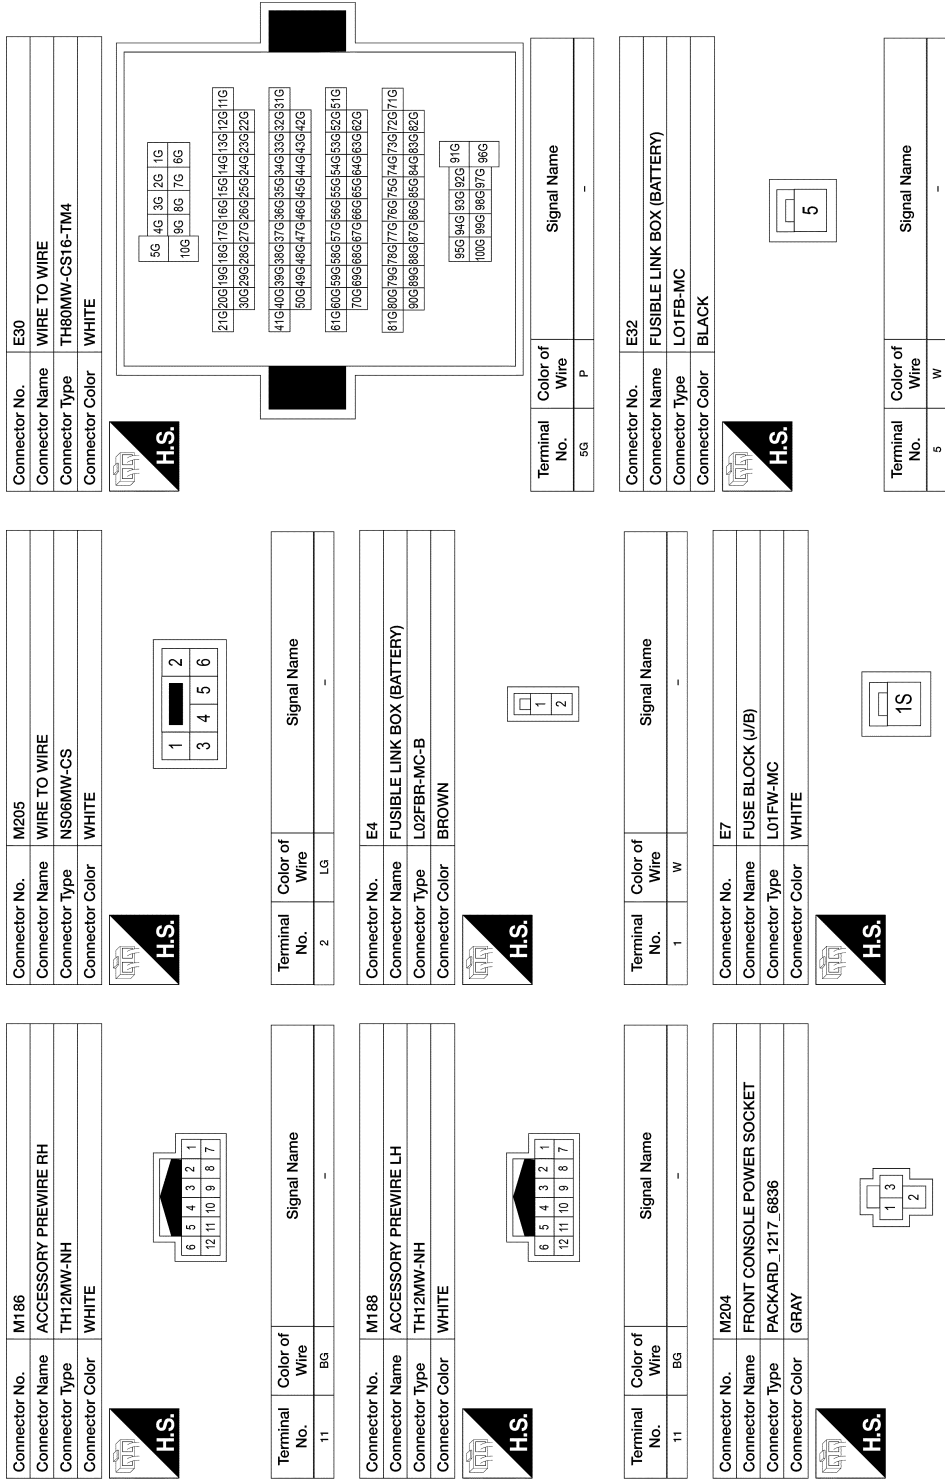 Connector No. M186
Connector Name ACCESSORY PREWIRE RH
Connector Type TH12MW-NH
Connector Color WHITE
H.S.
6 5 4 3 2 1
12 11 10 9 8 7
Terminal No. Color of Wire Signal Name
11 BG –
Connector No. M205
Connector Name WIRE TO WIRE
Connector Type NS06MW-CS
Connector Color WHITE
H.S.
1 2
3 4 5 6
Terminal No. Color of Wire Signal Name
2 LG –
Connector No. E30
Connector Name WIRE TO WIRE
Connector Type TH80MW-CS16-TM4
Connector Color WHITE
H.S.
5G 4G 3G 2G 1G
10G 9G 8G 7G 6G
21G 20G 19G 18G 17G 16G 15G 14G 13G 12G 11G
30G 29G 28G 27G 26G 25G 24G 23G 22G
41G 40G 39G 38G 37G 36G 35G 34G 33G 32G 31G
50G 49G 48G 47G 46G 45G 44G 43G 42G
61G 60G 59G 58G 57G 56G 55G 54G 53G 52G 51G
70G 69G 68G 67G 66G 65G 64G 63G 62G
81G 80G 79G 78G 77G 76G 75G 74G 73G 72G 71G
90G 89G 88G 87G 86G 85G 84G 83G 82G
95G 94G 93G 92G 91G
100G 99G 98G 97G 96G
Terminal No. Color of Wire Signal Name
5G P –
Connector No. M188
Connector Name ACCESSORY PREWIRE LH
Connector Type TH12MW-NH
Connector Color WHITE
H.S.
6 5 4 3 2 1
12 11 10 9 8 7
Terminal No. Color of Wire Signal Name
11 BG –
Connector No. E4
Connector Name FUSIBLE LINK BOX (BATTERY)
Connector Type L02FBR-MC-B
Connector Color BROWN
H.S.
1
2
Terminal No. Color of Wire Signal Name
1 W –
Connector No. E32
Connector Name FUSIBLE LINK BOX (BATTERY)
Connector Type LO1FB-MC
Connector Color BLACK
H.S.
5
Terminal No. Color of Wire Signal Name
5 W –
Connector No. M204
Connector Name FRONT CONSOLE POWER SOCKET
Connector Type PACKARD_1217_6836
Connector Color GRAY
H.S.
1 3
2
Connector No. E7
Connector Name FUSE BLOCK (J/B)
Connector Type L01FW-MC
Connector Color WHITE
H.S.
1S